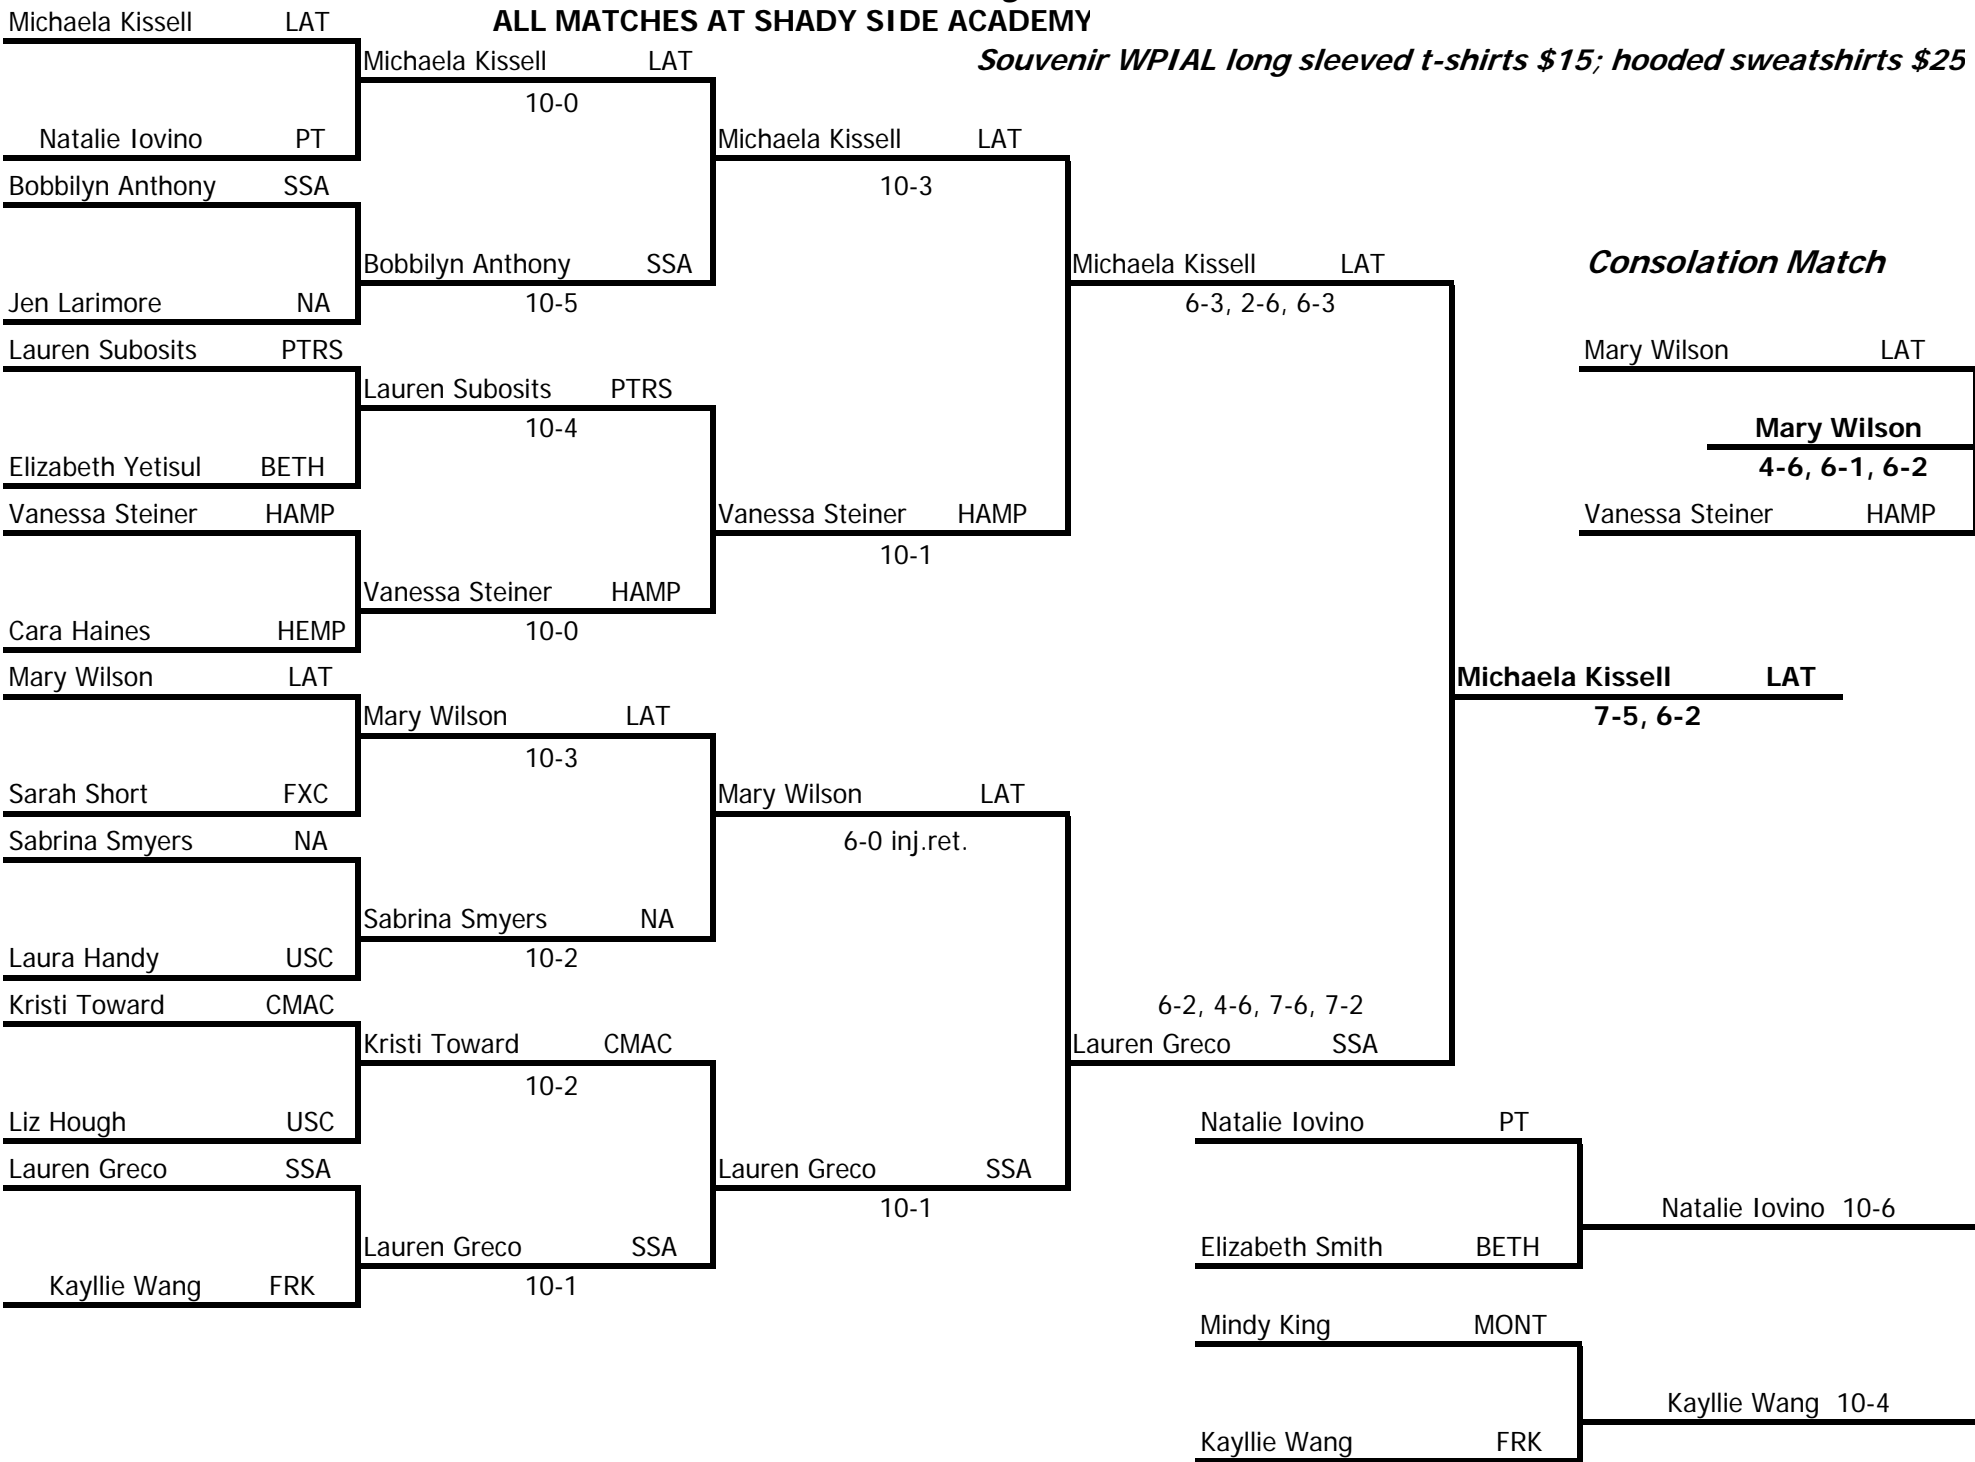 ALL MATCHES AT SHADY SIDE ACADEMY
Souvenir WPIAL long sleeved t-shirts $15; hooded sweatshirts $25
Michaela Kissell LAT
Natalie Iovino PT
Bobbilyn Anthony SSA
Jen Larimore NA
Lauren Subosits PTRS
Elizabeth Yetisul BETH
Vanessa Steiner HAMP
Cara Haines HEMP
Mary Wilson LAT
Sarah Short FXC
Sabrina Smyers NA
Laura Handy USC
Kristi Toward CMAC
Liz Hough USC
Lauren Greco SSA
Kayllie Wang FRK
Michaela Kissell LAT
10-0
Bobbilyn Anthony SSA
10-5
Lauren Subosits PTRS
10-4
Vanessa Steiner HAMP
10-0
Mary Wilson LAT
10-3
Sabrina Smyers NA
10-2
Kristi Toward CMAC
10-2
Lauren Greco SSA
10-1
Michaela Kissell LAT
10-3
Vanessa Steiner HAMP
10-1
Mary Wilson LAT
6-0 inj.ret.
Lauren Greco SSA
10-1
Michaela Kissell LAT
6-3, 2-6, 6-3
6-2, 4-6, 7-6, 7-2
Lauren Greco SSA
Michaela Kissell LAT
7-5, 6-2
Consolation Match
Mary Wilson LAT
Mary Wilson
4-6, 6-1, 6-2
Vanessa Steiner HAMP
Natalie Iovino PT
Natalie Iovino 10-6
Elizabeth Smith BETH
Mindy King MONT
Kayllie Wang 10-4
Kayllie Wang FRK